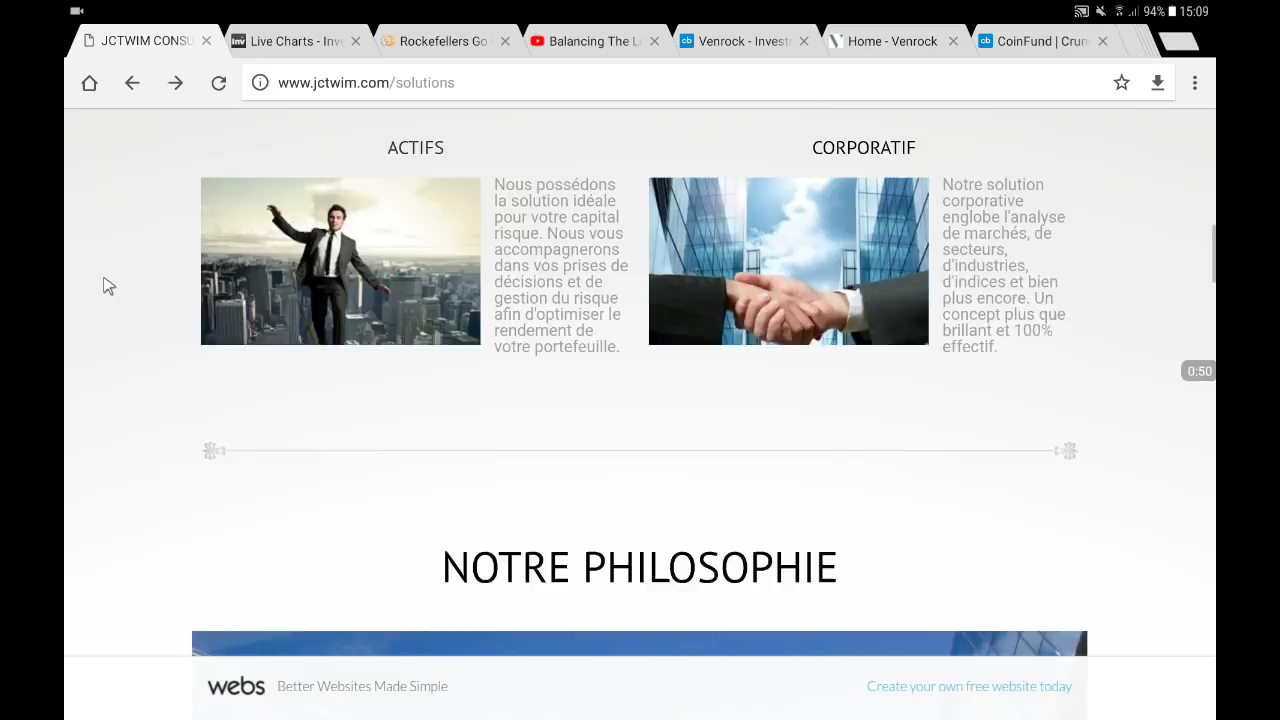 94% 15:09
JCTWIM CONSU
Live Charts - Inve
Rockefellers Go
Balancing The L
Venrock - Invest
Home - Venrock
CoinFund | Crun
www.jctwim.com/solutions
ACTIFS
Nous possédons
la solution idéale
pour votre capital
risque. Nous vous
accompagnerons
dans vos prises de
décisions et de
gestion du risque
afin d'optimiser le
rendement de
votre portefeuille.
CORPORATIF
Notre solution
corporative
englobe l'analyse
de marchés, de
secteurs,
d'industries,
d'indices et bien
plus encore. Un
concept plus que
brillant et 100%
effectif.
0:50
NOTRE PHILOSOPHIE
webs Better Websites Made Simple
Create your own free website today